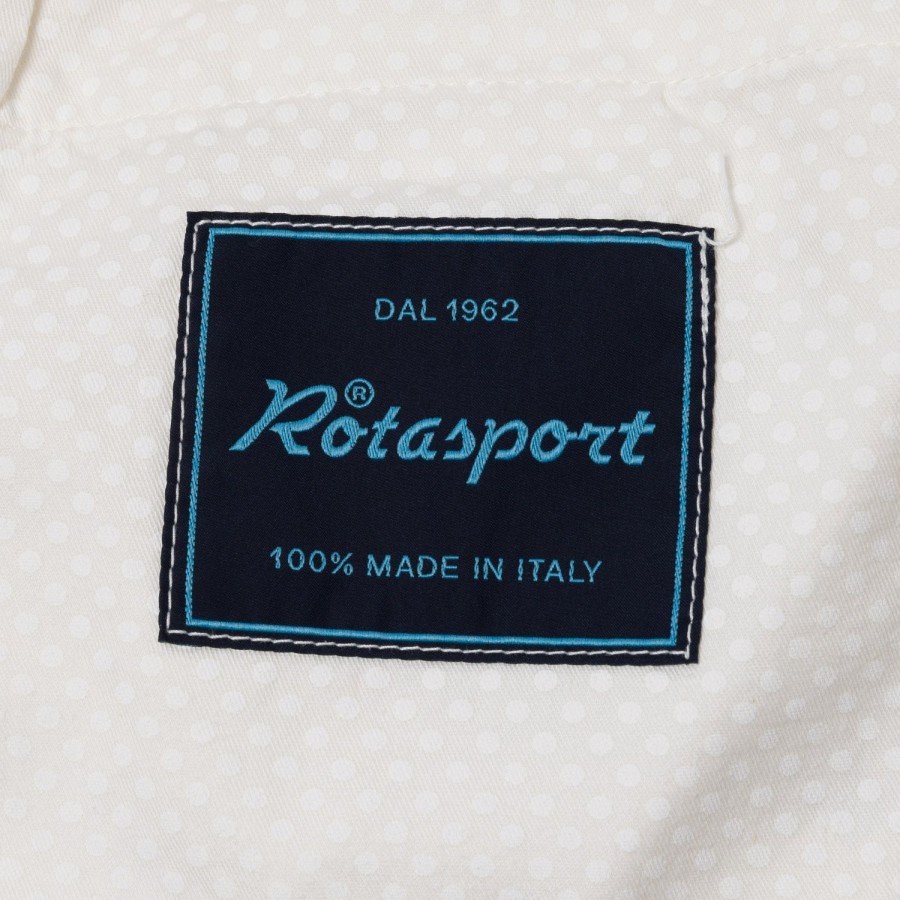 DAL 1962
Rotasport®
100% MADE IN ITALY